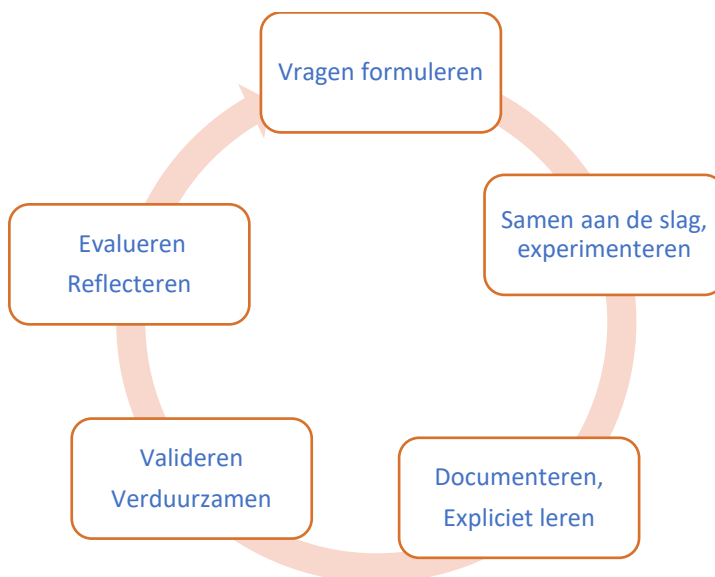 Vragen formuleren
Samen aan de slag,
experimenteren
Documenteren,
Expliciet leren
Valideren
Verduurzamen
Evalueren
Reflecteren